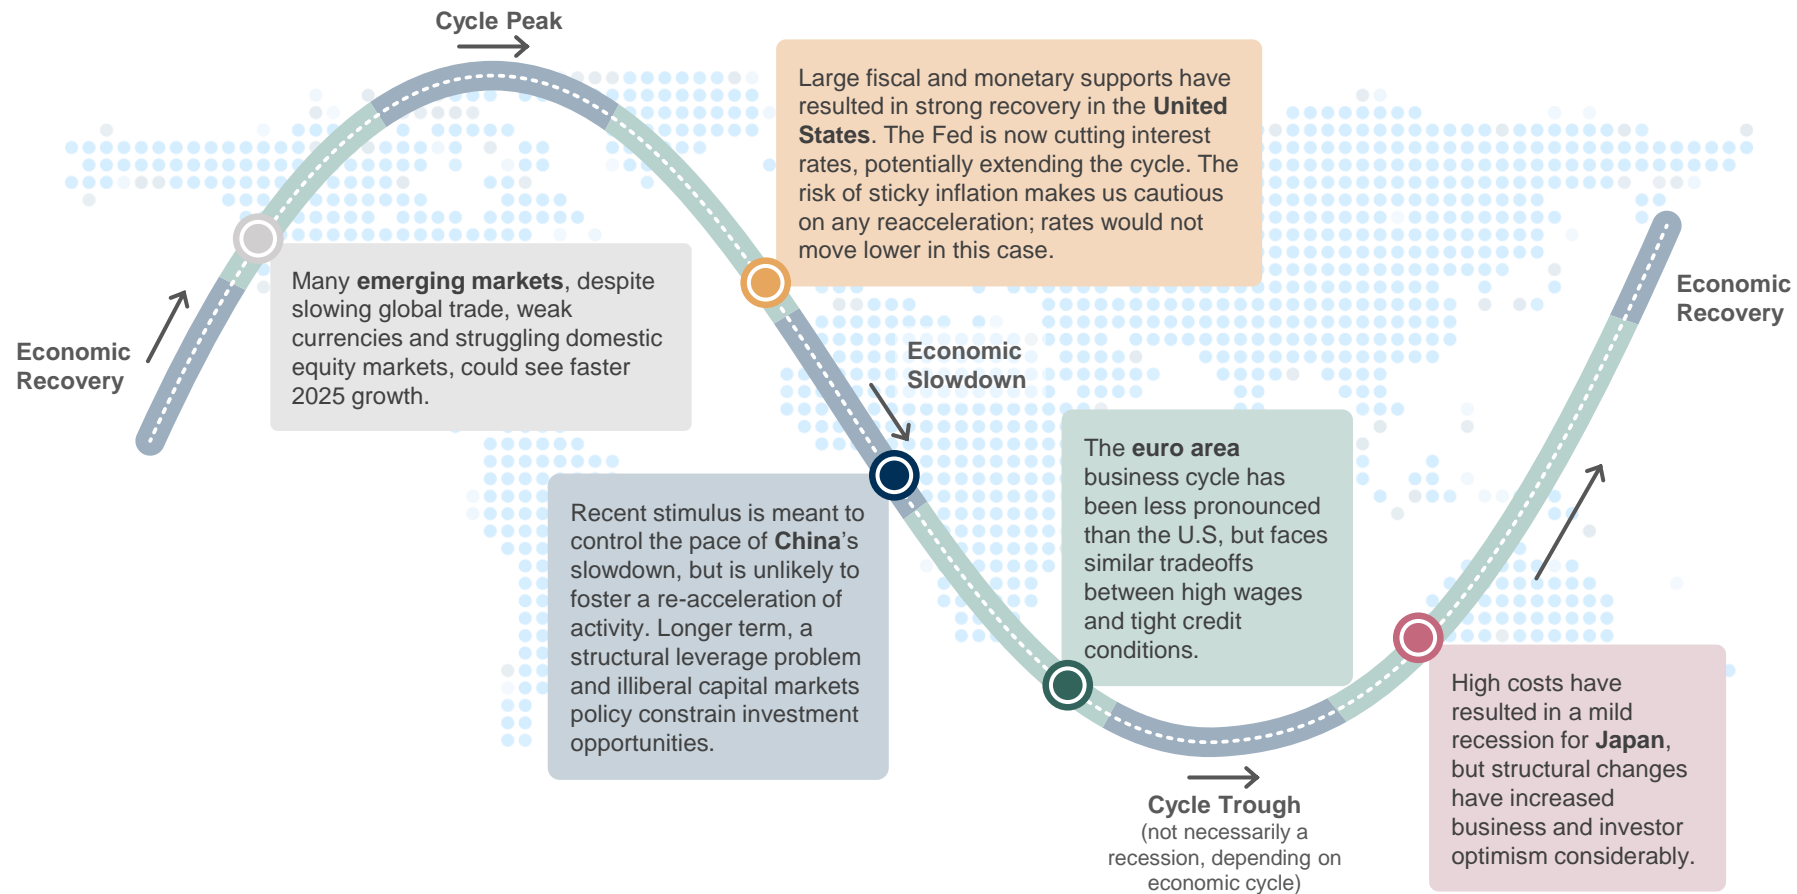 Cycle Peak
Large fiscal and monetary supports have
resulted in strong recovery in the United
States. The Fed is now cutting interest
rates, potentially extending the cycle. The
risk of sticky inflation makes us cautious
on any reacceleration; rates would not
move lower in this case.
Many emerging markets, despite
slowing global trade, weak
currencies and struggling domestic
equity markets, could see faster
2025 growth.
Economic
Recovery
Economic
Slowdown
Economic
Recovery
Recent stimulus is meant to
control the pace of China's
slowdown, but is unlikely to
foster a re-acceleration of
activity. Longer term, a
structural leverage problem
and illiberal capital markets
policy constrain investment
opportunities.
The euro area
business cycle has
been less pronounced
than the U.S, but faces
similar tradeoffs
between high wages
and tight credit
conditions.
High costs have
resulted in a mild
recession for Japan,
but structural changes
have increased
business and investor
optimism considerably.
Cycle Trough
(not necessarily a
recession, depending on
economic cycle)